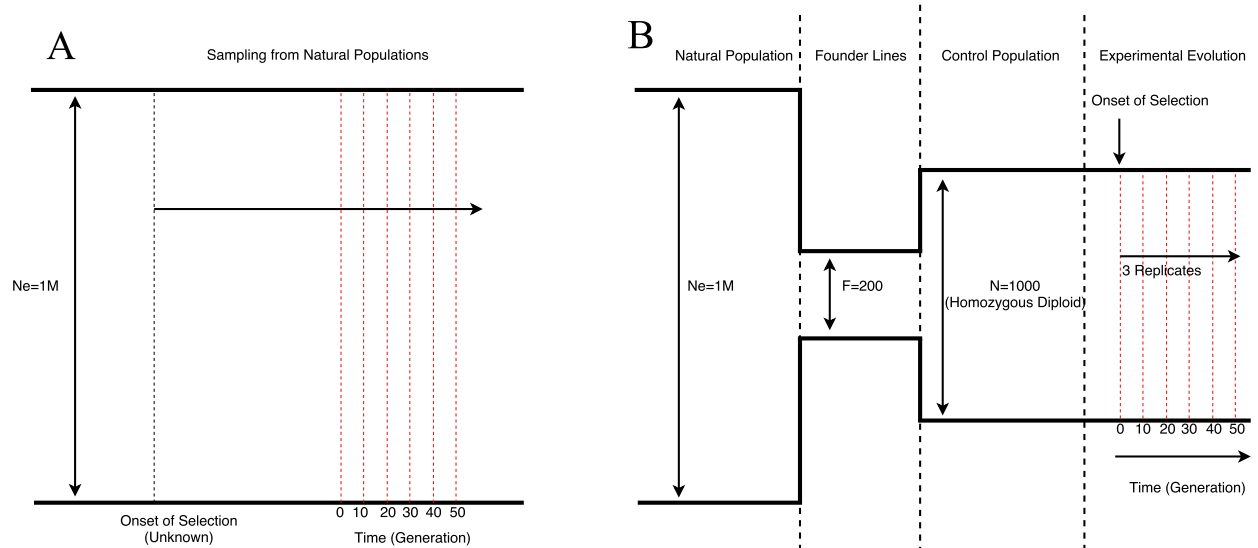 A
Sampling from Natural Populations
Ne=1M
Onset of Selection
(Unknown)
0 10 20 30 40 50
Time (Generation)
B
Natural Population
Founder Lines
Control Population
Experimental Evolution
Onset of Selection
Ne=1M
F=200
N=1000
(Homozygous Diploid)
3 Replicates
0 10 20 30 40 50
Time (Generation)